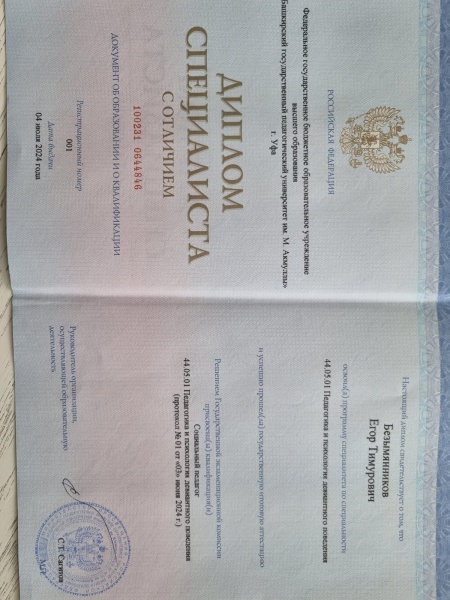 РОССИЙСКАЯ ФЕДЕРАЦИЯ
Федеральное государственное бюджетное образовательное учреждение
высшего образования
«Башкирский государственный педагогический университет им. М. Акмуллы»
г. Уфа
ДИПЛОМ
СПЕЦИАЛИСТА
С ОТЛИЧИЕМ
100231 0644846
ДОКУМЕНТ ОБ ОБРАЗОВАНИИ И О КВАЛИФИКАЦИИ
Регистрационный номер
001
Дата выдачи
04 июля 2024 года
Настоящий диплом свидетельствует о том, что
Безымянников
Егор Тимурович
освоил(а) программу специалитета по специальности
44.05.01 Педагогика и психология девиантного поведения
и успешно прошел(ла) государственную итоговую аттестацию
Решением Государственной экзаменационной комиссии
присвоена(ы) квалификация(и)
Социальный педагог
44.05.01 Педагогика и психология девиантного поведения
(протокол № 01 от «03» июня 2024 г.)
Руководитель организации,
осуществляющей образовательную
деятельность
С.Т. Сагитов